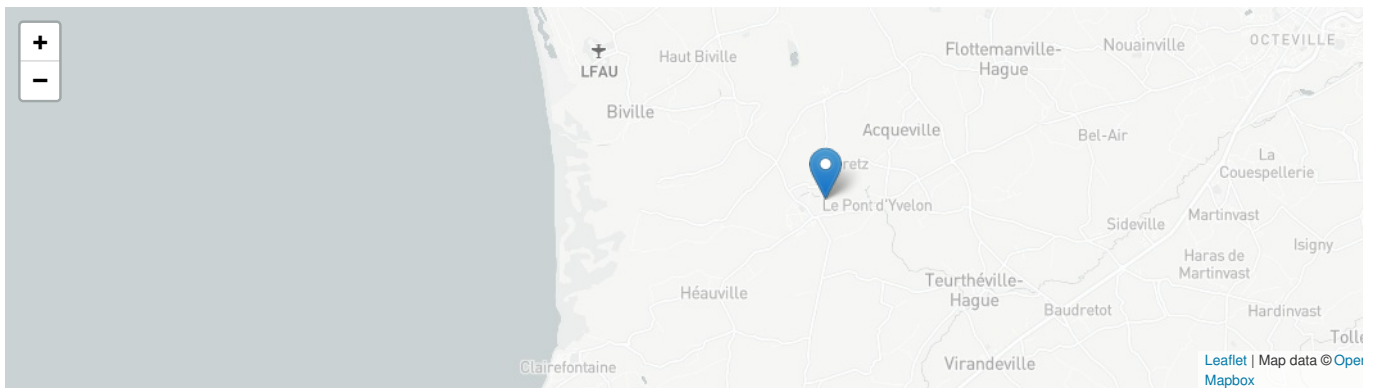 +
−
LFAU
Haut Biville
Flottemanville-
Hague
Nouainville
OCTEVILLE
Biville
Acqueville
Bel-Air
La
Couespellerie
Le Pont d'Yvelon
Martinvast
Sideville
Isigny
Haras de
Martinvast
Héauville
Teurthéville-
Hague
Baudretot
Hardinvast
Clairefontaine
Virandeville
Leaflet | Map data ©
Mapbox